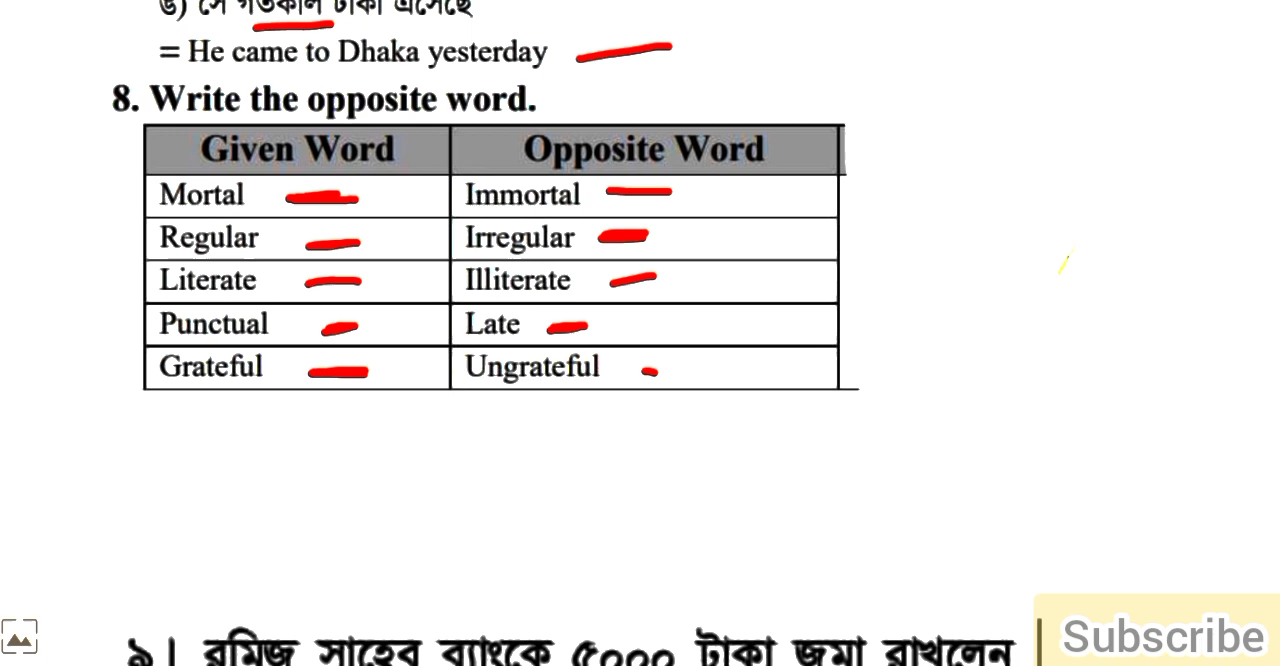 ঙ) সে গতকাল ঢাকা এসেছে
= He came to Dhaka yesterday
8. Write the opposite word.
Given Word Opposite Word
Mortal Immortal
Regular Irregular
Literate Illiterate
Punctual Late
Grateful Ungrateful
৯। রমিজ সাহেব ব্যাংকে ৫০০০ টাকা জমা রাখলেন
Subscribe